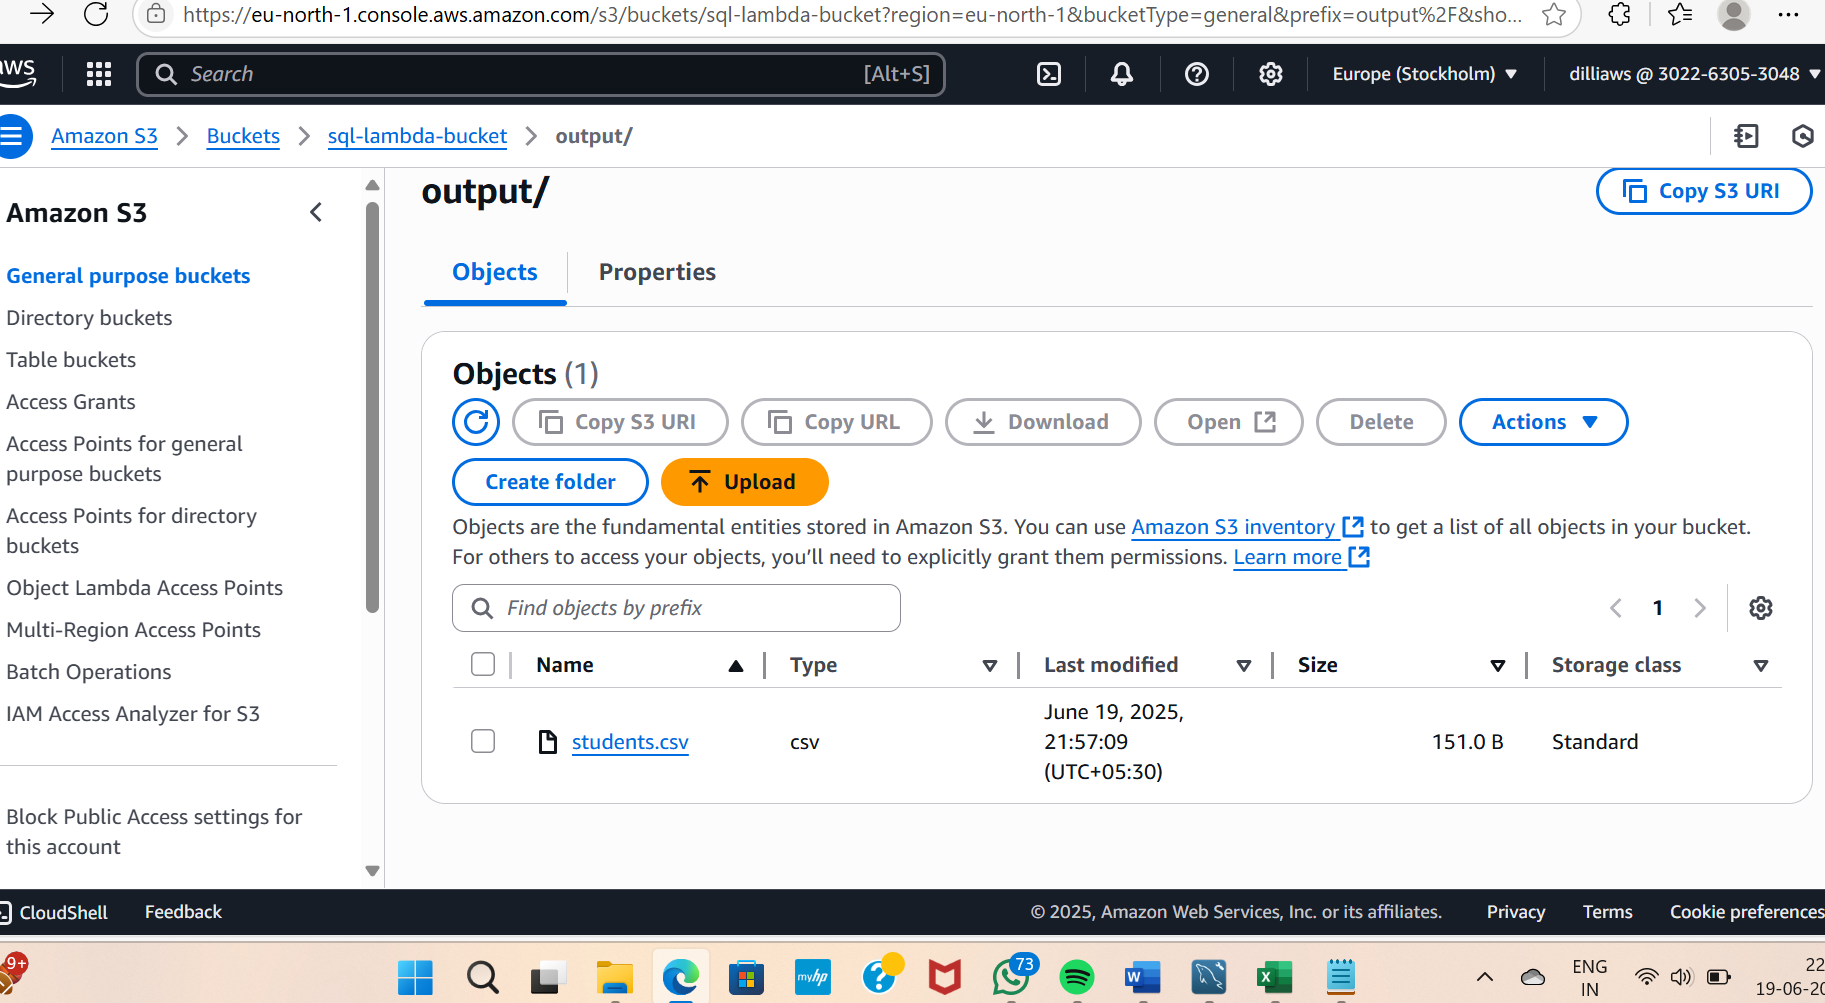 https://eu-north-1.console.aws.amazon.com/s3/buckets/sql-lambda-bucket?region=eu-north-1&bucketType=general&prefix=output%2F&sho...
aws
Search
[Alt+S]
Europe (Stockholm)
dilliaws @ 3022-6305-3048
Amazon S3
Buckets
sql-lambda-bucket
output/
Amazon S3
General purpose buckets
Directory buckets
Table buckets
Access Grants
Access Points for general
purpose buckets
Access Points for directory
buckets
Object Lambda Access Points
Multi-Region Access Points
Batch Operations
IAM Access Analyzer for S3
Block Public Access settings for
this account
output/
Copy S3 URI
Objects
Properties
Objects (1)
Copy S3 URI
Copy URL
Download
Open
Delete
Actions
Create folder
Upload
Objects are the fundamental entities stored in Amazon S3. You can use Amazon S3 inventory to get a list of all objects in your bucket.
For others to access your objects, you’ll need to explicitly grant them permissions. Learn more
Find objects by prefix
1
Name
Type
Last modified
Size
Storage class
students.csv
csv
June 19, 2025,
21:57:09
(UTC+05:30)
151.0 B
Standard
CloudShell
Feedback
© 2025, Amazon Web Services, Inc. or its affiliates.
Privacy
Terms
Cookie preferences
9+
myhp
?
73
W
X
ENG
IN
22
19-06-20